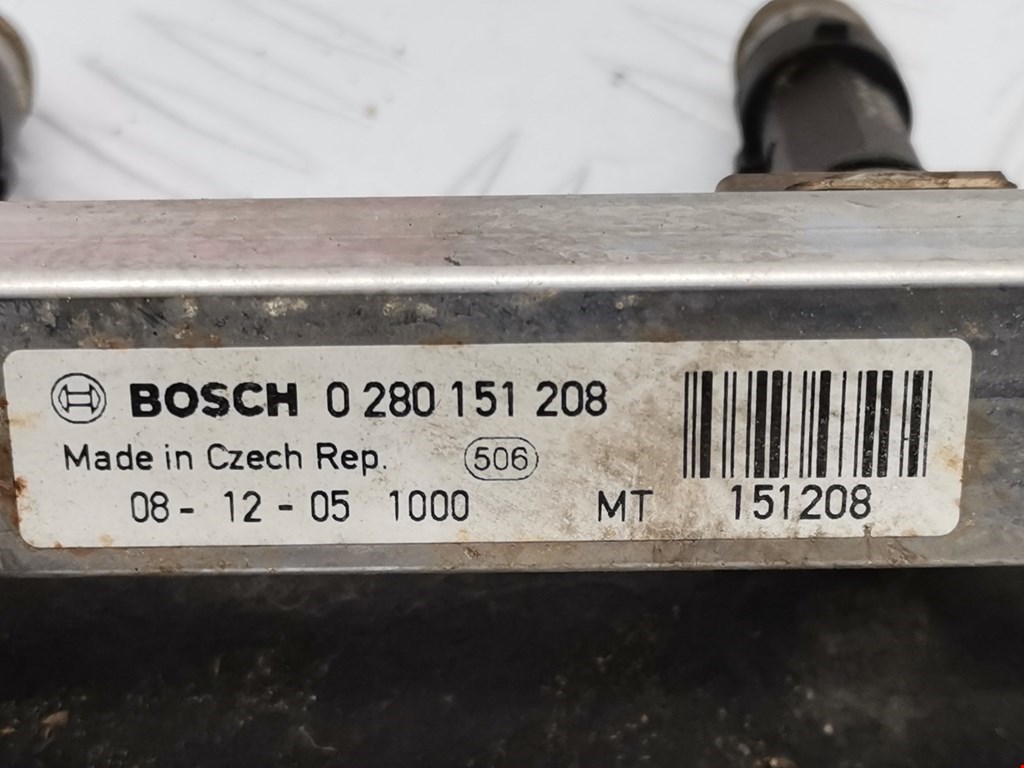 BOSCH 0 280 151 208
Made in Czech Rep. 506
08 - 12 - 05 1000 MT 151208